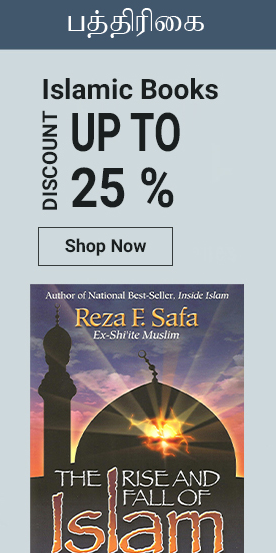 பத்திரிகை
Islamic Books
DISCOUNT
UP TO
25 %
Shop Now
Author of National Best-Seller, Inside Islam
Reza F. Safa
Ex-Shi'ite Muslim
THE RISE AND
FALL OF
Islam